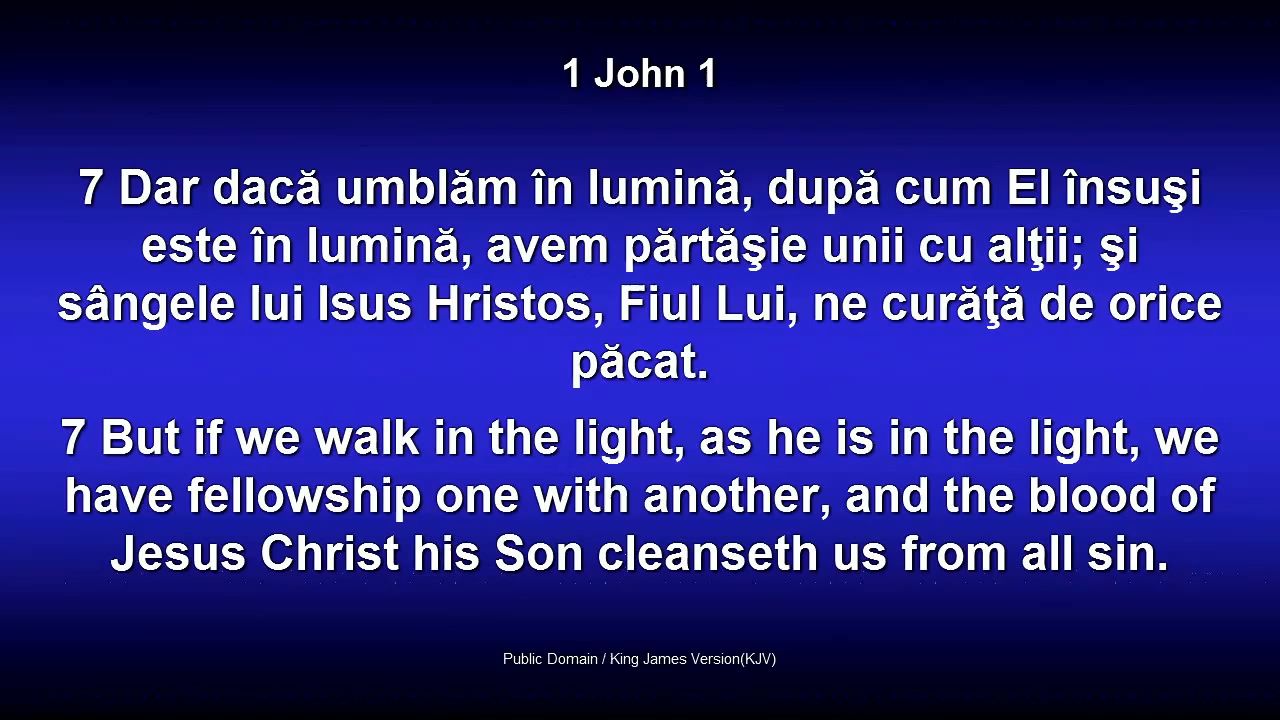 1 John 1
7 Dar dacă umblăm în lumină, după cum El însuşi
este în lumină, avem părtăşie unii cu alţii; şi
sângele lui Isus Hristos, Fiul Lui, ne curăţă de orice
păcat.
7 But if we walk in the light, as he is in the light, we
have fellowship one with another, and the blood of
Jesus Christ his Son cleanseth us from all sin.
Public Domain / King James Version(KJV)